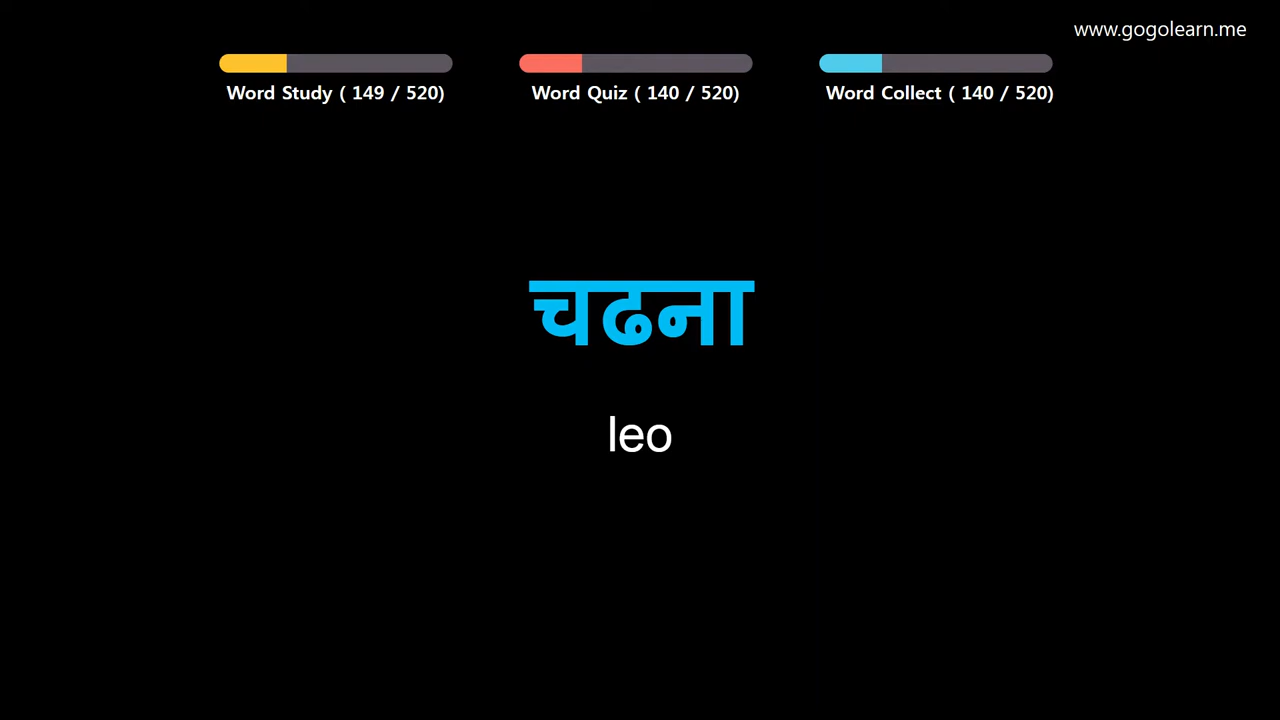 www.gogolearn.me
Word Study ( 149 / 520)
Word Quiz ( 140 / 520)
Word Collect ( 140 / 520)
चढना
leo